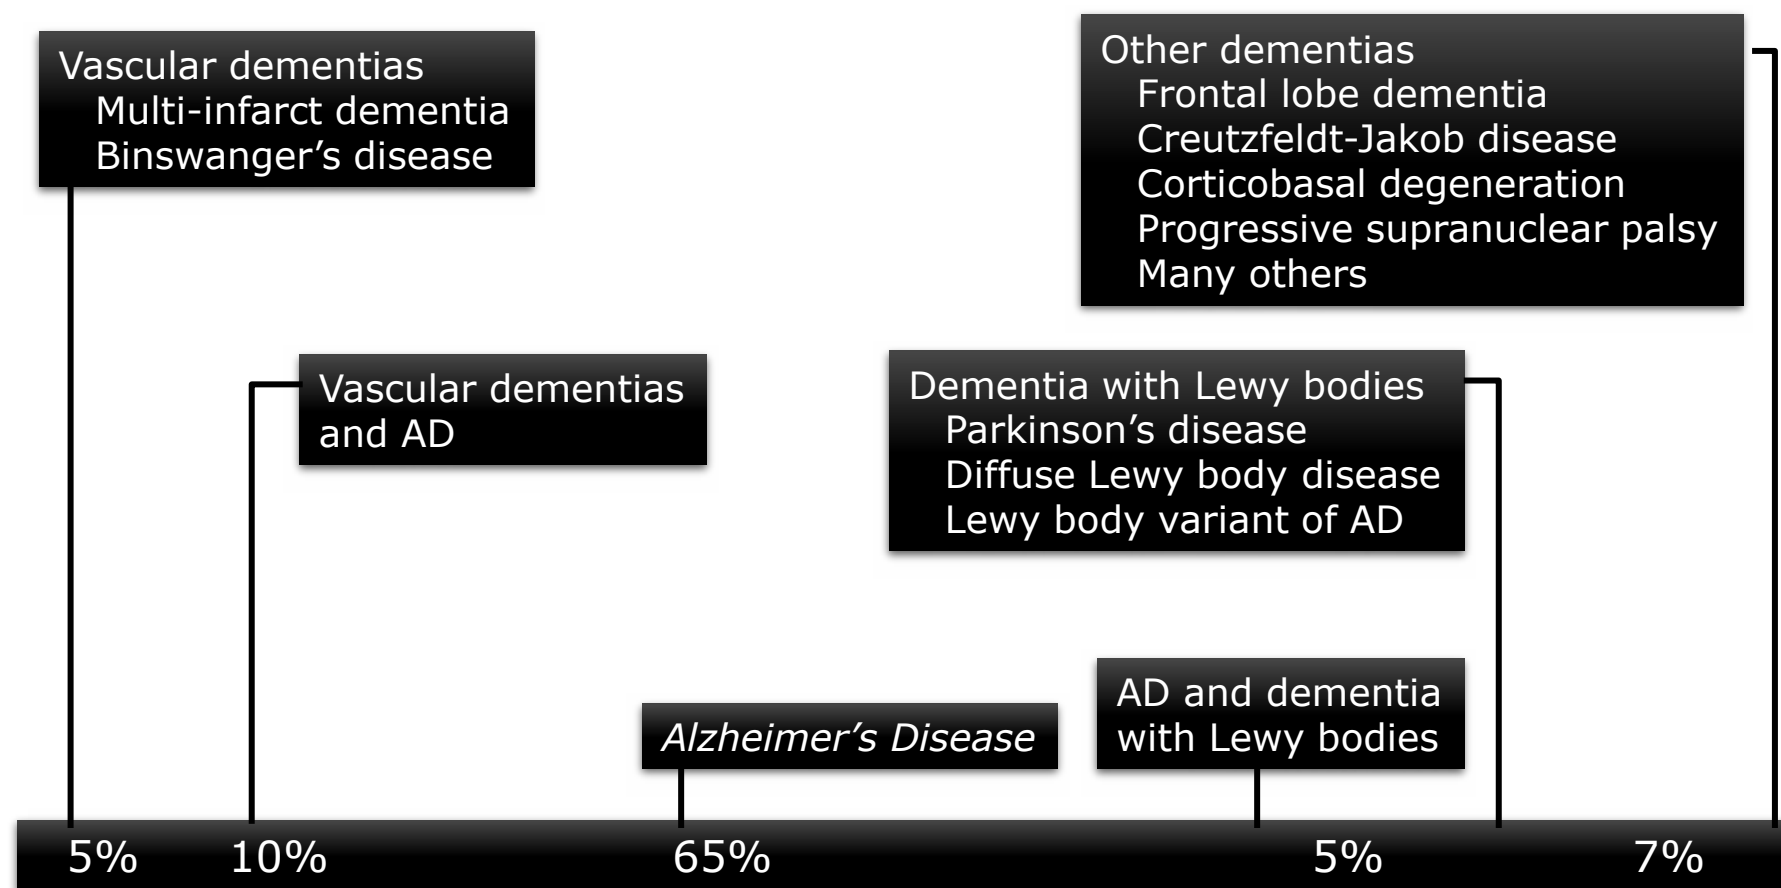 Vascular dementias
Multi-infarct dementia
Binswanger’s disease
Other dementias
Frontal lobe dementia
Creutzfeldt-Jakob disease
Corticobasal degeneration
Progressive supranuclear palsy
Many others
Vascular dementias
and AD
Dementia with Lewy bodies
Parkinson’s disease
Diffuse Lewy body disease
Lewy body variant of AD
Alzheimer’s Disease
AD and dementia
with Lewy bodies
5% 10% 65% 5% 7%